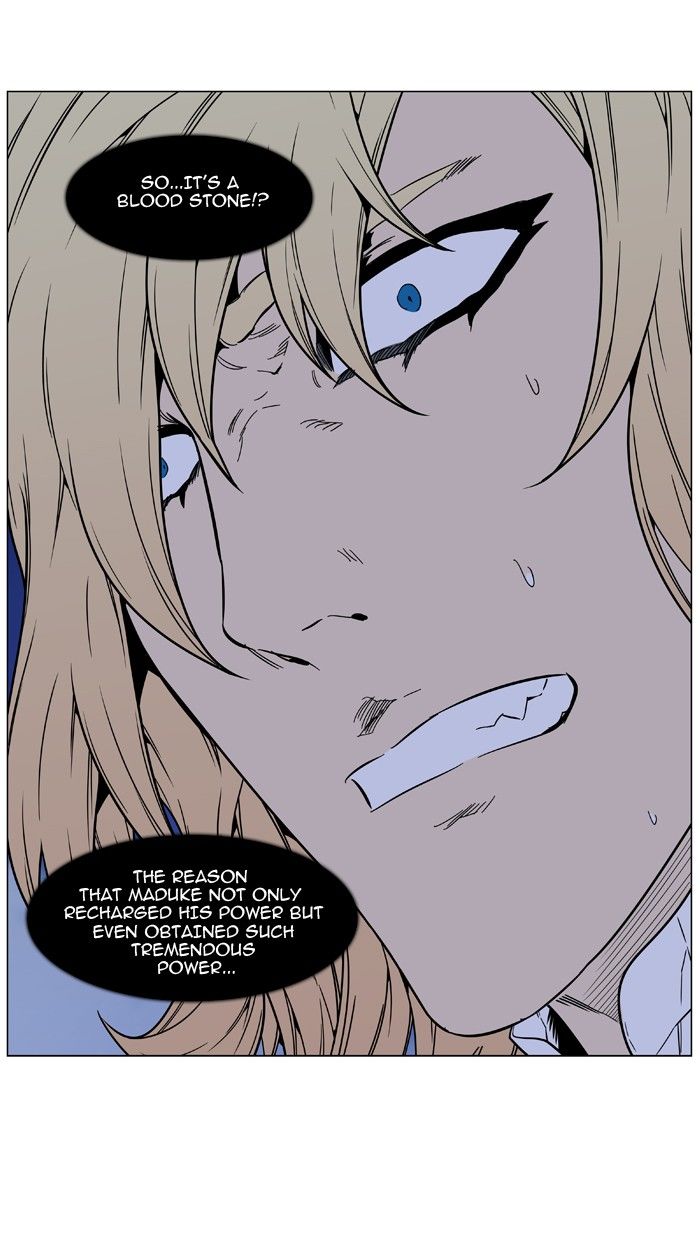 SO...IT'S A
BLOOD STONE!?
THE REASON
THAT MADUKE NOT ONLY
RECHARGED HIS POWER BUT
EVEN OBTAINED SUCH
TREMENDOUS
POWER...